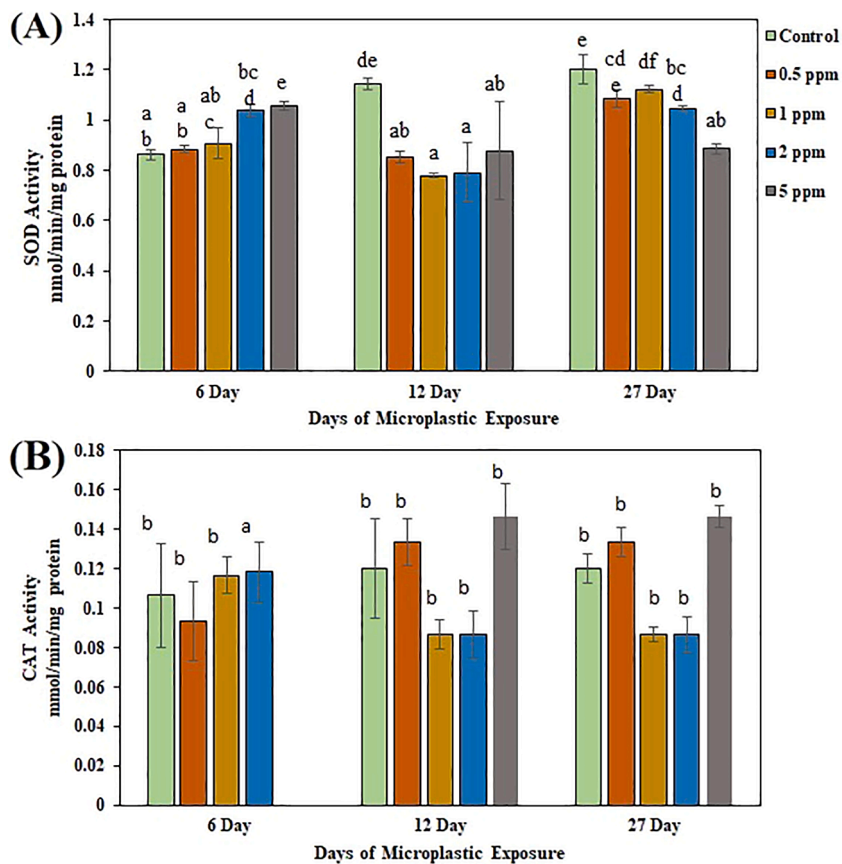 (A)
1.4
1.2
1
0.8
0.6
0.4
0.2
0
SOD Activity
nmol/min/mg protein
a
b
a
b
ab
c
bc
d
e
de
ab
a
a
ab
e
cd
e
df
bc
d
ab
Control
0.5 ppm
1 ppm
2 ppm
5 ppm
6 Day
12 Day
27 Day
Days of Microplastic Exposure
(B)
0.18
0.16
0.14
0.12
0.1
0.08
0.06
0.04
0.02
0
CAT Activity
mmol/min/mg protein
b
b
b
a
b
b
b
b
b
b
b
b
b
b
6 Day
12 Day
27 Day
Days of Microplastic Exposure